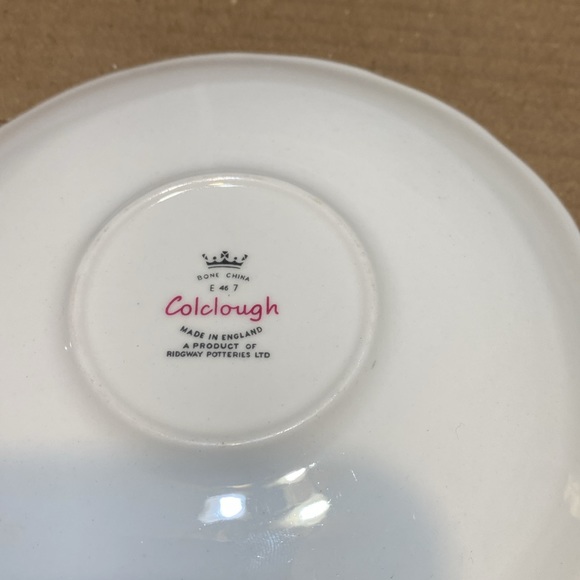 BONE CHINA
E 46 7
Colclough
MADE IN ENGLAND
A PRODUCT OF
RIDGWAY POTTERIES LTD